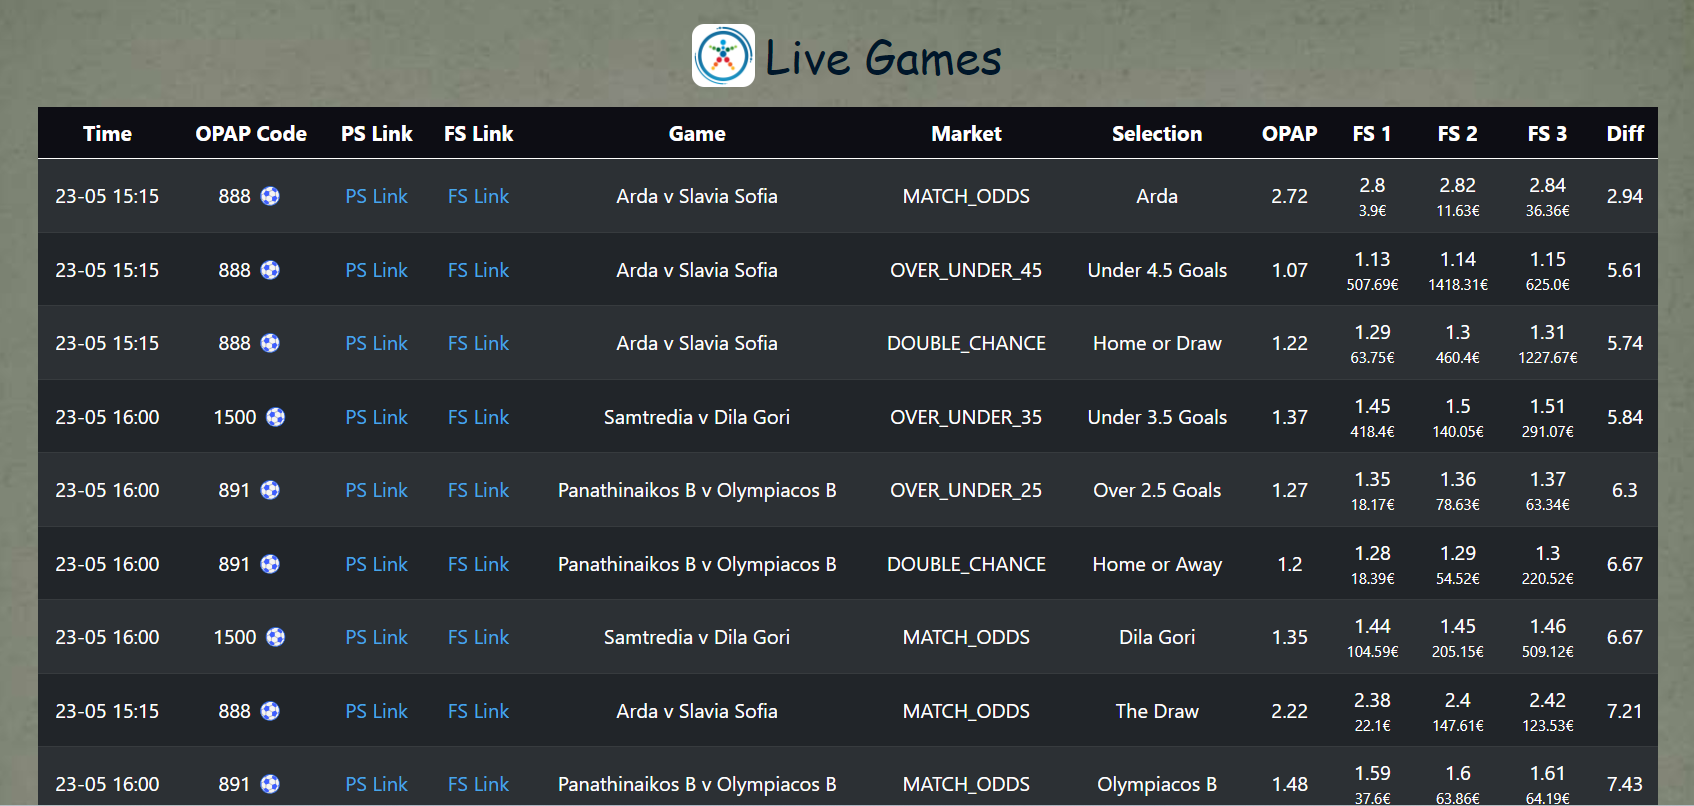 Live Games
Time OPAP Code PS Link FS Link Game Market Selection OPAP FS 1 FS 2 FS 3 Diff
23-05 15:15 888 PS Link FS Link Arda v Slavia Sofia MATCH_ODDS Arda 2.72 2.8 2.82 2.84 2.94
3.9€ 11.63€ 36.36€
23-05 15:15 888 PS Link FS Link Arda v Slavia Sofia OVER_UNDER_45 Under 4.5 Goals 1.07 1.13 1.14 1.15 5.61
507.69€ 1418.31€ 625.0€
23-05 15:15 888 PS Link FS Link Arda v Slavia Sofia DOUBLE_CHANCE Home or Draw 1.22 1.29 1.3 1.31 5.74
63.75€ 460.4€ 1227.67€
23-05 16:00 1500 PS Link FS Link Samtredia v Dila Gori OVER_UNDER_35 Under 3.5 Goals 1.37 1.45 1.5 1.51 5.84
418.4€ 140.05€ 291.07€
23-05 16:00 891 PS Link FS Link Panathinaikos B v Olympiacos B OVER_UNDER_25 Over 2.5 Goals 1.27 1.35 1.36 1.37 6.3
18.17€ 78.63€ 63.34€
23-05 16:00 891 PS Link FS Link Panathinaikos B v Olympiacos B DOUBLE_CHANCE Home or Away 1.2 1.28 1.29 1.3 6.67
18.39€ 54.52€ 220.52€
23-05 16:00 1500 PS Link FS Link Samtredia v Dila Gori MATCH_ODDS Dila Gori 1.35 1.44 1.45 1.46 6.67
104.59€ 205.15€ 509.12€
23-05 15:15 888 PS Link FS Link Arda v Slavia Sofia MATCH_ODDS The Draw 2.22 2.38 2.4 2.42 7.21
22.1€ 147.61€ 123.53€
23-05 16:00 891 PS Link FS Link Panathinaikos B v Olympiacos B MATCH_ODDS Olympiacos B 1.48 1.59 1.6 1.61 7.43
37.6€ 63.86€ 64.19€